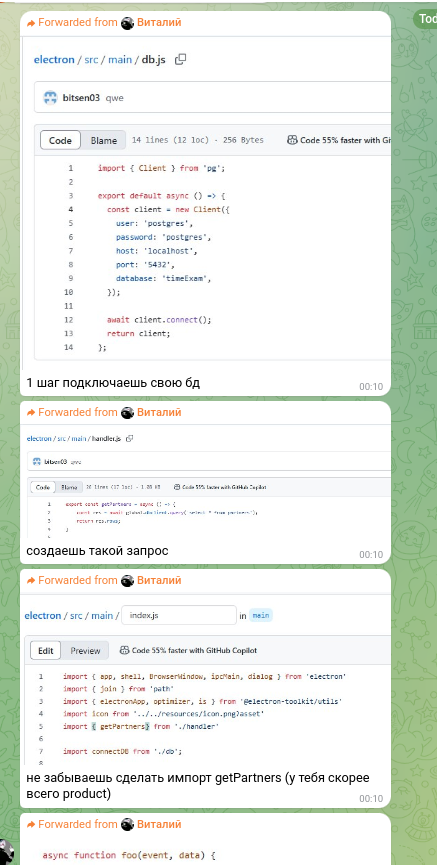 Tod
Forwarded from Виталий
electron / src / main / db.js
bitsen03 qwe
Code Blame 14 lines (12 loc) · 256 Bytes Code 55% faster with Gi
1 import { Client } from 'pg';
2
3 export default async () => {
4 const client = new Client({
5 user: 'postgres',
6 password: 'postgres',
7 host: 'localhost',
8 port: '5432',
9 database: 'timeExam',
10 });
11
12 await client.connect();
13 return client;
14 };
1 шаг подключаешь свою бд
00:10
Forwarded from Виталий
electron / src / main / handler.js
bitsen03 qwe
Code Blame 26 lines (17 loc) · 1.05 KB Code 55% faster with GitHub Copilot
1 export const getPartners = async () => {
2 const res = await global.dbclient.query(`select * from partners`);
3 return res.rows;
4 }
5
создаешь такой запрос
00:10
Forwarded from Виталий
electron / src / main / index.js in main
Edit Preview Code 55% faster with GitHub Copilot
1 import { app, shell, BrowserWindow, ipcMain, dialog } from 'electron'
2 import { join } from 'path'
3 import { electronApp, optimizer, is } from '@electron-toolkit/utils'
4 import icon from '../../resources/icon.png?asset'
5 import { getPartners} from './handler'
6
7 import connectDB from './db';
8
не забываешь сделать импорт getPartners (у тебя скорее
всего product)
00:10
Forwarded from Виталий
async function foo(event, data) {